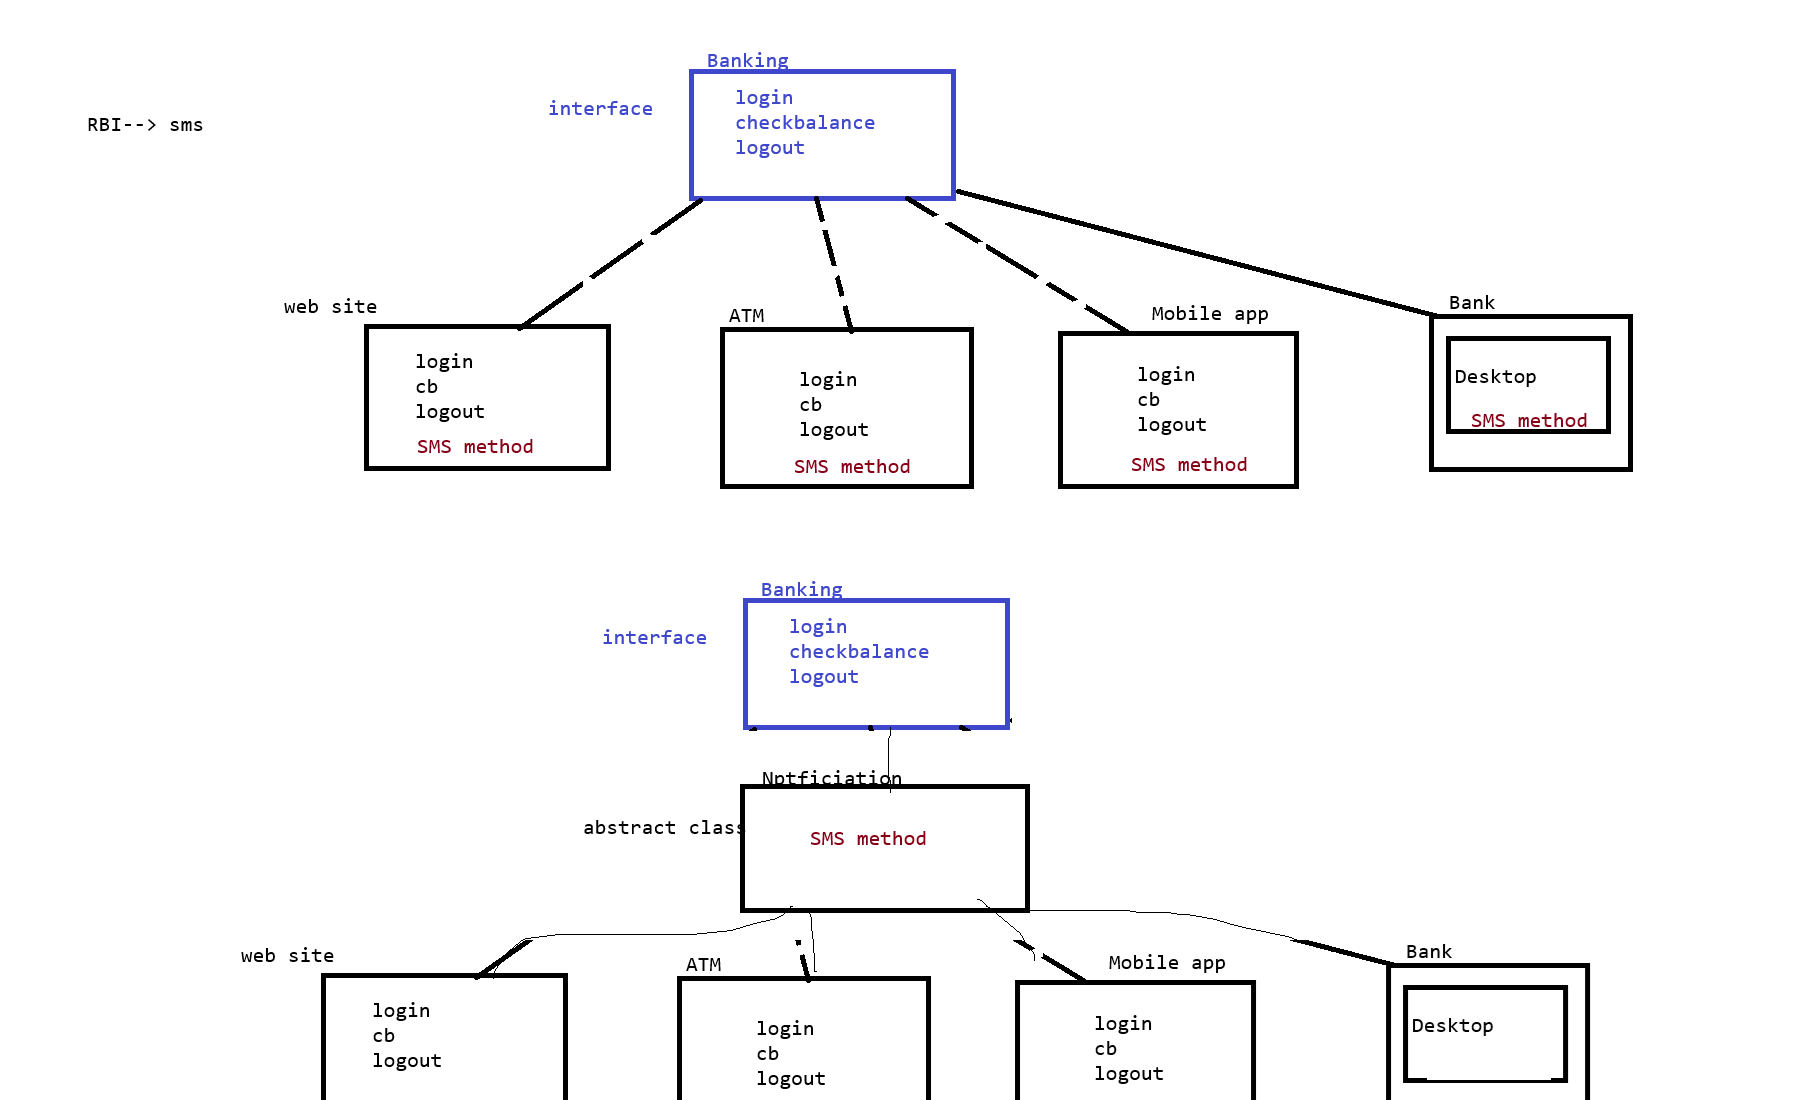 Banking
interface
login
checkbalance
logout
RBI--> sms
web site
login
cb
logout
SMS method
ATM
login
cb
logout
SMS method
Mobile app
login
cb
logout
SMS method
Bank
Desktop
SMS method
Banking
interface
login
checkbalance
logout
Nptficiation
abstract class
SMS method
web site
login
cb
logout
ATM
login
cb
logout
Mobile app
login
cb
logout
Bank
Desktop